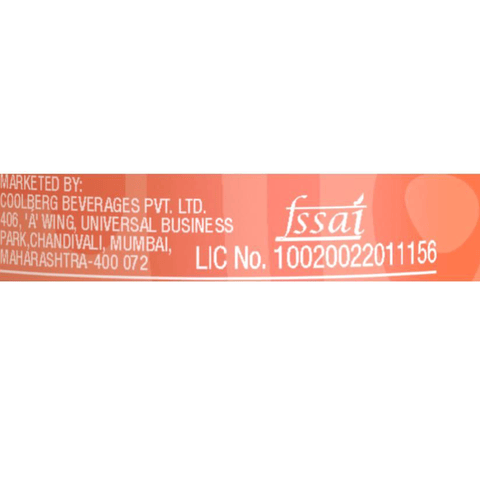 MARKETED BY:
COOLBERG BEVERAGES PVT. LTD.
406, 'A' WING, UNIVERSAL BUSINESS
PARK,CHANDIVALI, MUMBAI,
MAHARASHTRA-400 072
fssai
LIC No. 10020022011156